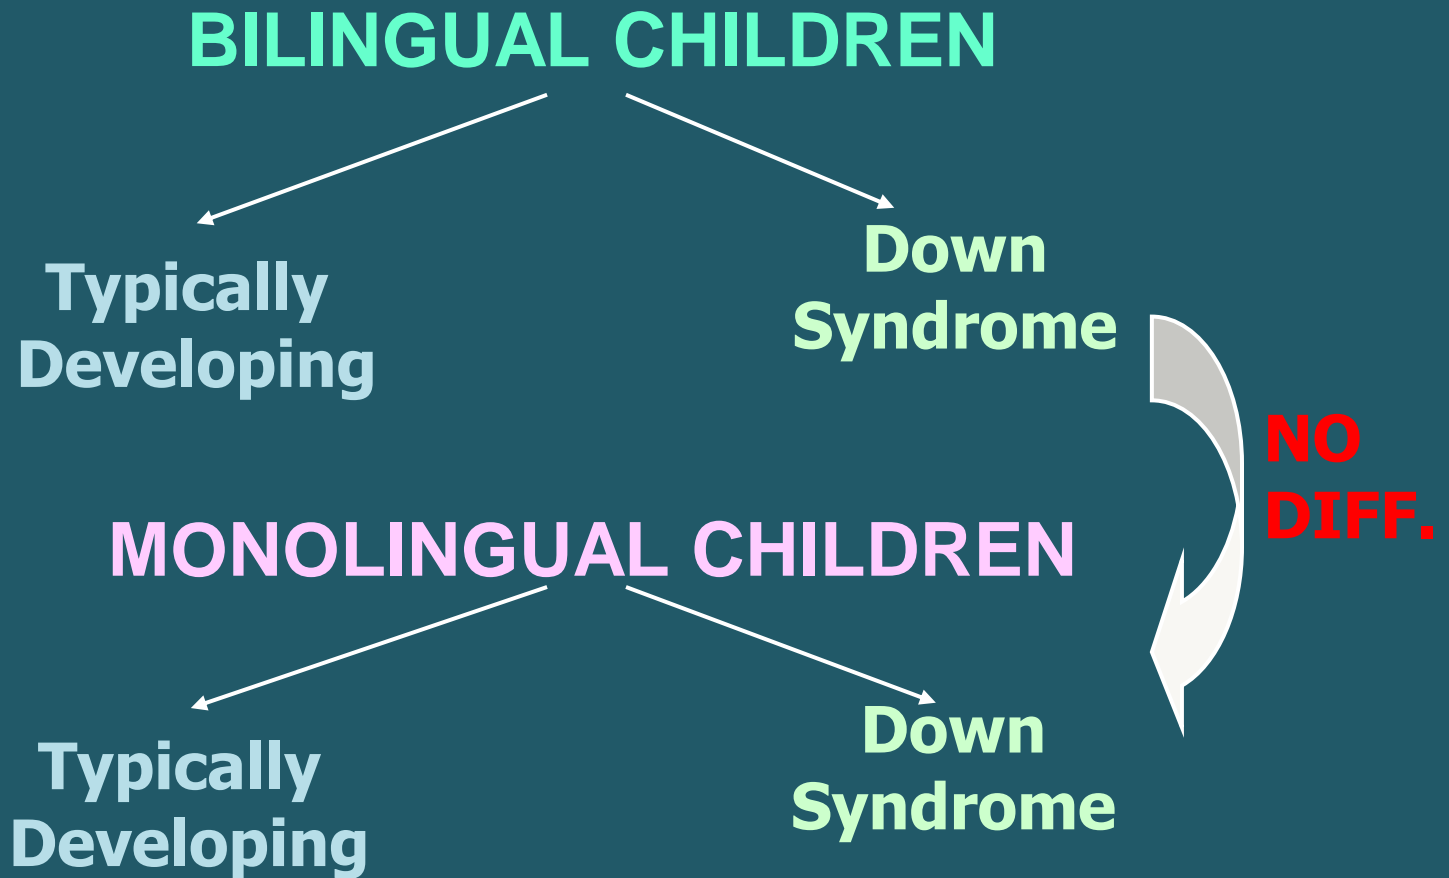 BILINGUAL CHILDREN
Typically
Developing
Down
Syndrome
NO
DIFF.
MONOLINGUAL CHILDREN
Typically
Developing
Down
Syndrome